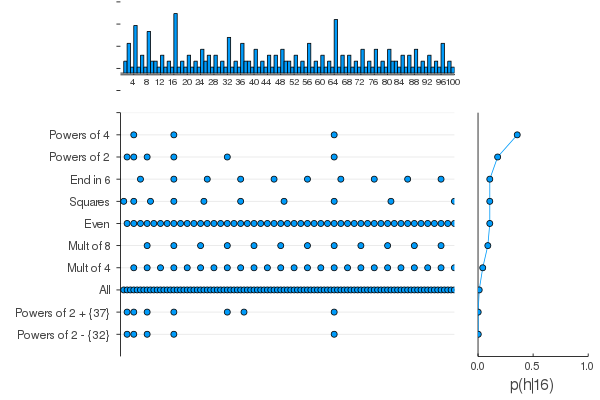 4 8 12 16 20 24 28 32 36 40 44 48 52 56 60 64 68 72 76 80 84 88 92 96 100
Powers of 4
Powers of 2
End in 6
Squares
Even
Mult of 8
Mult of 4
All
Powers of 2 + {37}
Powers of 2 - {32}
0.0 0.5 1.0
p(h|16)